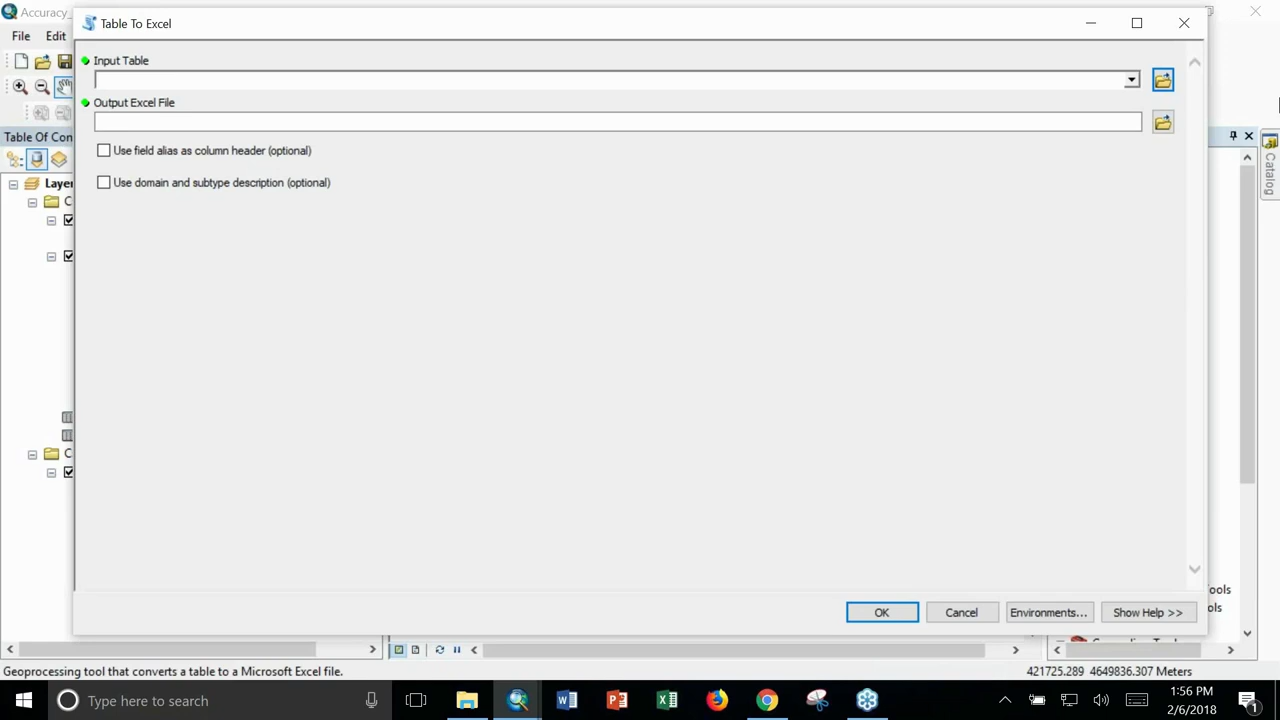 Accuracy_
Table To Excel
File Edit
Input Table
Output Excel File
Use field alias as column header (optional)
Table Of Con
Catalog
Use domain and subtype description (optional)
Layer
C
C
OK
Cancel
Environments...
Show Help >>
ools
ols
Geoprocessing tool that converts a table to a Microsoft Excel file.
421725.289 4649836.307 Meters
Type here to search
1:56 PM
2/6/2018
1